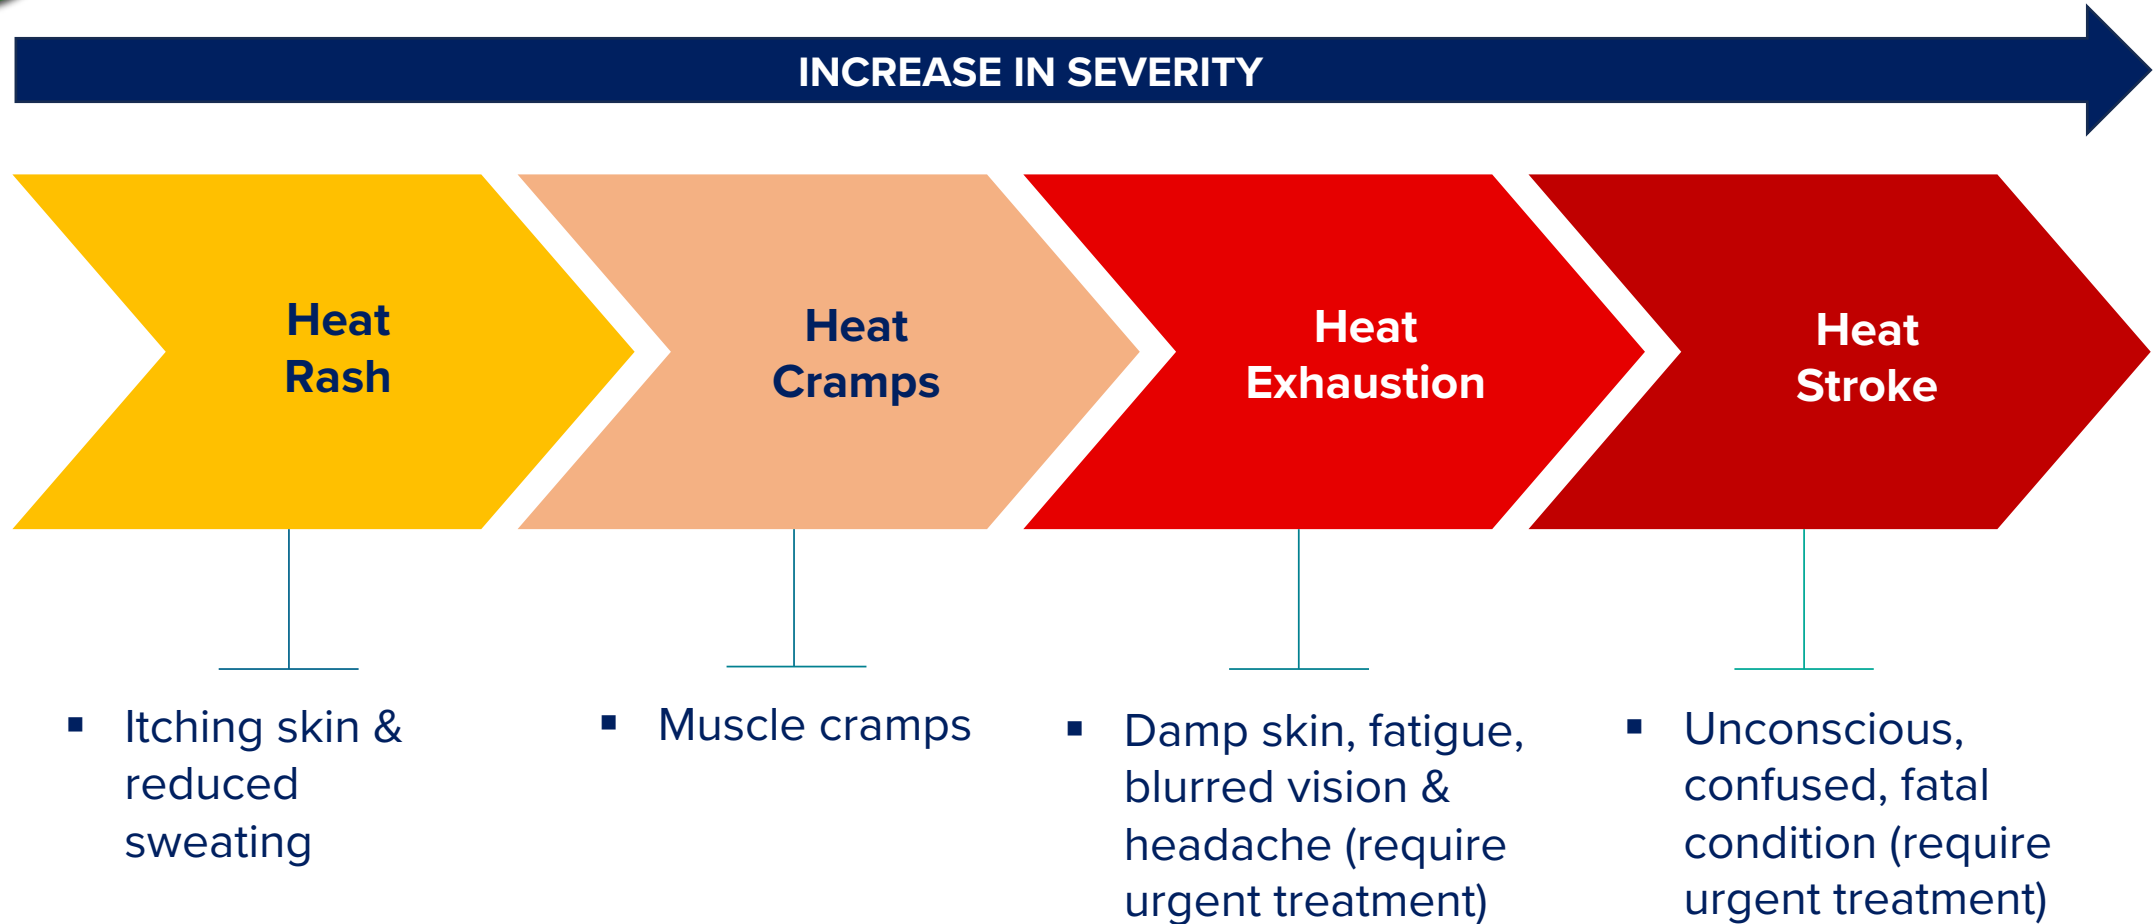 INCREASE IN SEVERITY
Heat
Rash
Heat
Cramps
Heat
Exhaustion
Heat
Stroke
▪ Itching skin &
reduced
sweating
▪ Muscle cramps
▪ Damp skin, fatigue,
blurred vision &
headache (require
urgent treatment)
▪ Unconscious,
confused, fatal
condition (require
urgent treatment)